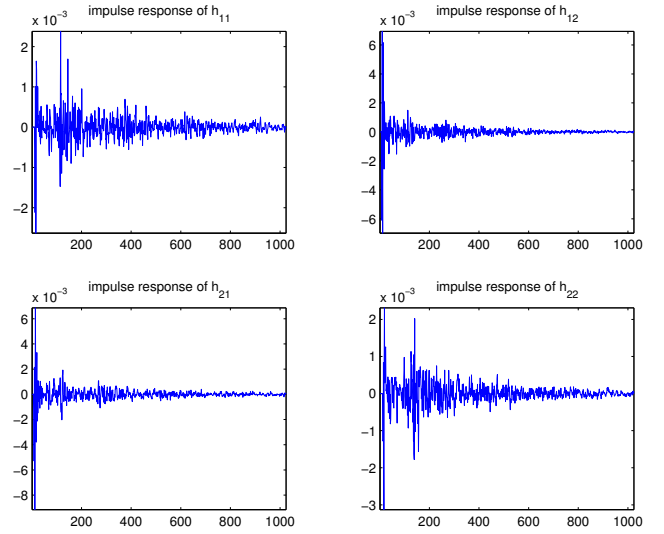 impulse response of h11
x 10−3
2
1
0
−1
−2
200 400 600 800 1000
impulse response of h12
x 10−3
6
4
2
0
−2
−4
−6
200 400 600 800 1000
impulse response of h21
x 10−3
6
4
2
0
−2
−4
−6
−8
200 400 600 800 1000
impulse response of h22
x 10−3
2
1
0
−1
−2
−3
200 400 600 800 1000